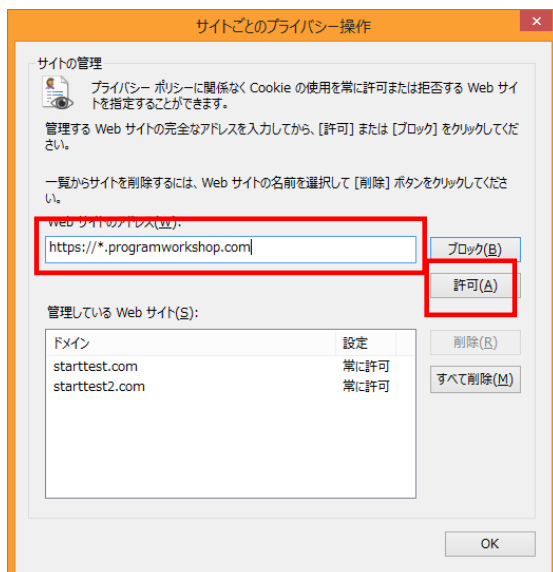 サイトごとのプライバシー操作
サイトの管理
プライバシー ポリシーに関係なく Cookie の使用を常に許可または拒否する Web サイ
トを指定することができます。
管理する Web サイトの完全なアドレスを入力してから、[許可] または [ブロック] をクリックしてくだ
さい。
一覧からサイトを削除するには、Web サイトの名前を選択して [削除] ボタンをクリックしてくださ
い。
Web サイトのアドレス(W):
https://*.programworkshop.com
ブロック(B)
許可(A)
管理している Web サイト(S):
ドメイン 設定
starttest.com 常に許可
starttest2.com 常に許可
削除(R)
すべて削除(M)
OK